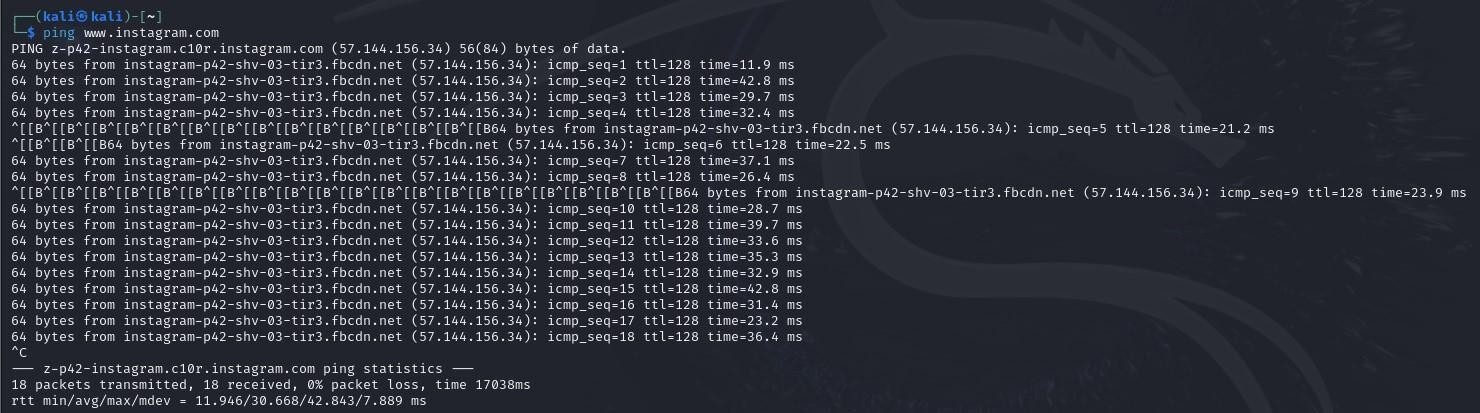 ┌──(kali㉿kali)-[~]
└─$ ping www.instagram.com
PING z-p42-instagram.c10r.instagram.com (57.144.156.34) 56(84) bytes of data.
64 bytes from instagram-p42-shv-03-tir3.fbcdn.net (57.144.156.34): icmp_seq=1 ttl=128 time=11.9 ms
64 bytes from instagram-p42-shv-03-tir3.fbcdn.net (57.144.156.34): icmp_seq=2 ttl=128 time=42.8 ms
64 bytes from instagram-p42-shv-03-tir3.fbcdn.net (57.144.156.34): icmp_seq=3 ttl=128 time=29.7 ms
64 bytes from instagram-p42-shv-03-tir3.fbcdn.net (57.144.156.34): icmp_seq=4 ttl=128 time=32.4 ms
^[[B^[[B^[[B^[[B^[[B^[[B^[[B^[[B^[[B^[[B^[[B^[[B^[[B^[[B^[[B64 bytes from instagram-p42-shv-03-tir3.fbcdn.net (57.144.156.34): icmp_seq=5 ttl=128 time=21.2 ms
^[[B^[[B^[[B64 bytes from instagram-p42-shv-03-tir3.fbcdn.net (57.144.156.34): icmp_seq=6 ttl=128 time=22.5 ms
64 bytes from instagram-p42-shv-03-tir3.fbcdn.net (57.144.156.34): icmp_seq=7 ttl=128 time=37.1 ms
64 bytes from instagram-p42-shv-03-tir3.fbcdn.net (57.144.156.34): icmp_seq=8 ttl=128 time=26.4 ms
^[[B^[[B^[[B^[[B^[[B^[[B^[[B^[[B^[[B^[[B^[[B^[[B^[[B^[[B^[[B^[[B^[[B^[[B^[[B^[[B^[[B64 bytes from instagram-p42-shv-03-tir3.fbcdn.net (57.144.156.34): icmp_seq=9 ttl=128 time=23.9 ms
64 bytes from instagram-p42-shv-03-tir3.fbcdn.net (57.144.156.34): icmp_seq=10 ttl=128 time=28.7 ms
64 bytes from instagram-p42-shv-03-tir3.fbcdn.net (57.144.156.34): icmp_seq=11 ttl=128 time=39.7 ms
64 bytes from instagram-p42-shv-03-tir3.fbcdn.net (57.144.156.34): icmp_seq=12 ttl=128 time=33.6 ms
64 bytes from instagram-p42-shv-03-tir3.fbcdn.net (57.144.156.34): icmp_seq=13 ttl=128 time=35.3 ms
64 bytes from instagram-p42-shv-03-tir3.fbcdn.net (57.144.156.34): icmp_seq=14 ttl=128 time=32.9 ms
64 bytes from instagram-p42-shv-03-tir3.fbcdn.net (57.144.156.34): icmp_seq=15 ttl=128 time=42.8 ms
64 bytes from instagram-p42-shv-03-tir3.fbcdn.net (57.144.156.34): icmp_seq=16 ttl=128 time=31.4 ms
64 bytes from instagram-p42-shv-03-tir3.fbcdn.net (57.144.156.34): icmp_seq=17 ttl=128 time=23.2 ms
64 bytes from instagram-p42-shv-03-tir3.fbcdn.net (57.144.156.34): icmp_seq=18 ttl=128 time=36.4 ms
^C
--- z-p42-instagram.c10r.instagram.com ping statistics ---
18 packets transmitted, 18 received, 0% packet loss, time 17038ms
rtt min/avg/max/mdev = 11.946/30.668/42.843/7.889 ms